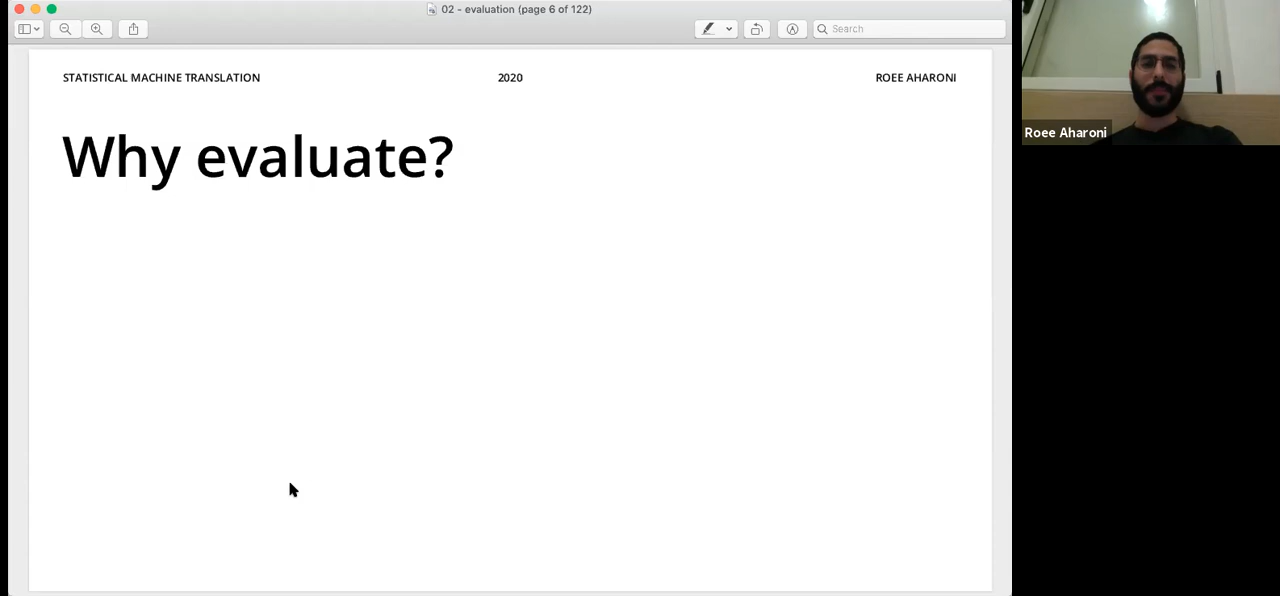 02 - evaluation (page 6 of 122)
Search
STATISTICAL MACHINE TRANSLATION
2020
ROEE AHARONI
Why evaluate?
Roee Aharoni